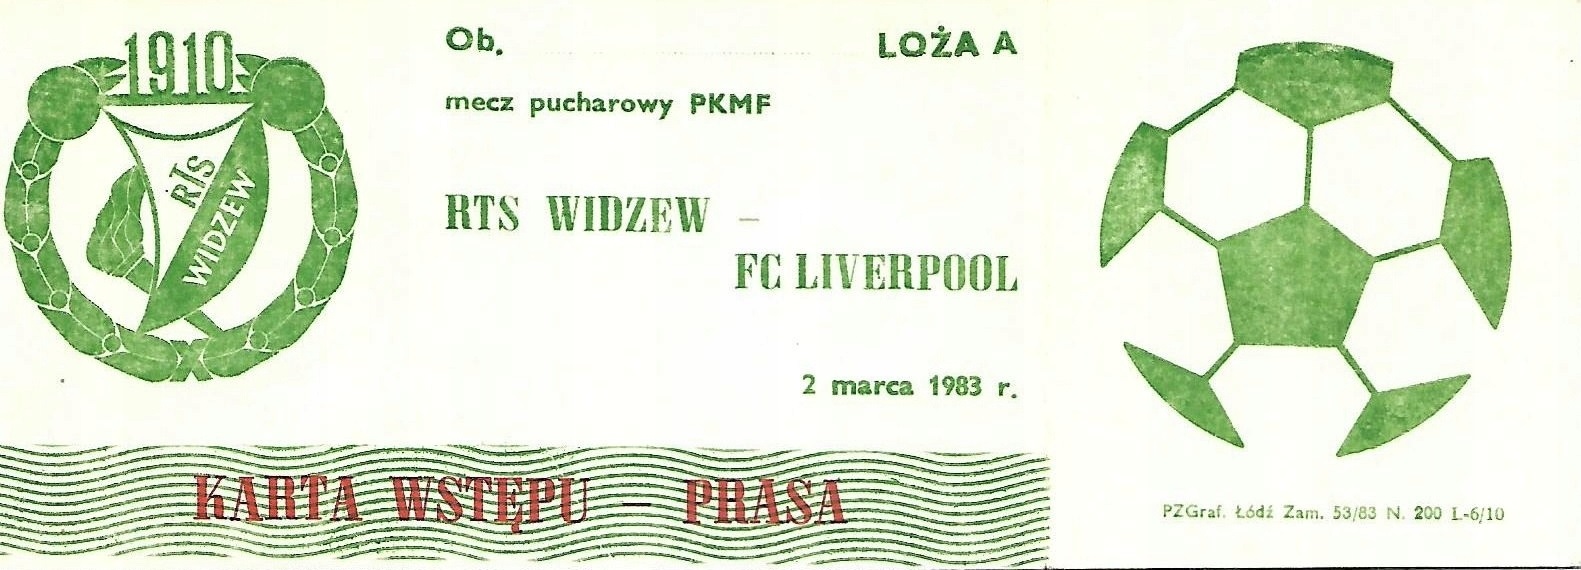 1910
RTS
WIDZEW
Ob. LOŻA A
mecz pucharowy PKMF
RTS WIDZEW –
FC LIVERPOOL
2 marca 1983 r.
KARTA WSTĘPU – PRASA
PZGraf. Łódź Zam. 53/83 N. 200 L-6/10